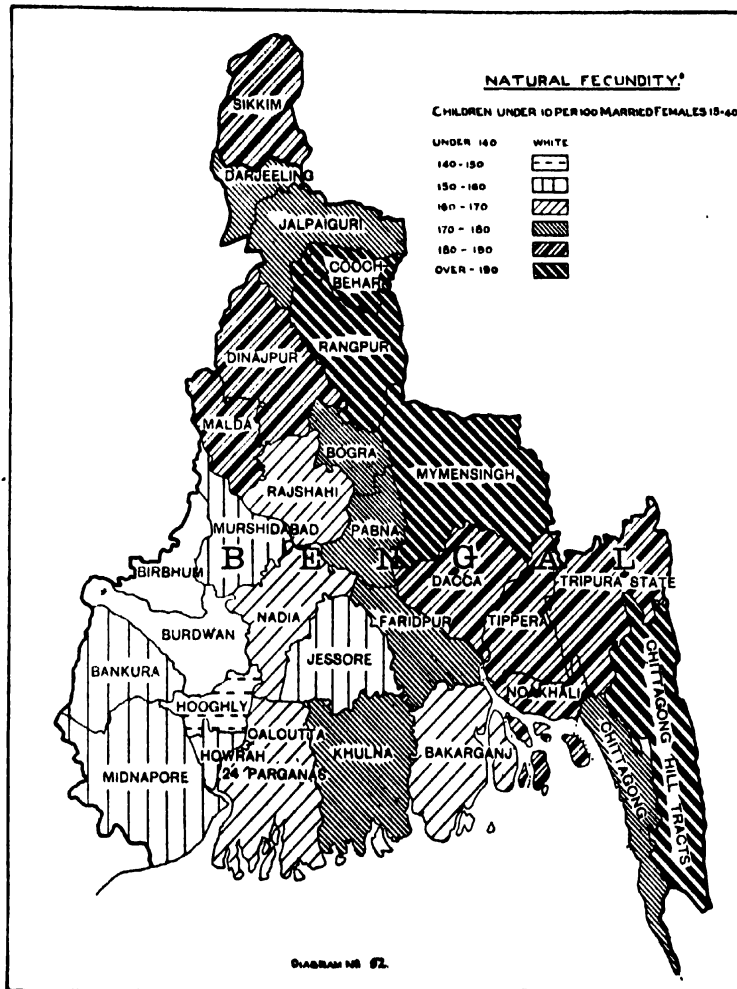 NATURAL FECUNDITY.
CHILDREN UNDER 10 PER 100 MARRIED FEMALES 15-40
UNDER 140 WHITE
140-150
150-160
160-170
170-180
180-190
OVER-190
SIKKIM
DARJEELING
JALPAIGURI
COOCH
BEHAR
RANGPUR
DINAJPUR
MALDA
BOGRA
MYMENSINGH
RAJSHAHI
MURSHIDABAD
PABNA
BENGAL
BIRBHUM
DACCA
TRIPURA STATE
BURDWAN
NADIA
FARIDPUR
TIPPERA
BANKURA
JESSORE
CHITTAGONG HILL TRACTS
HOOGHLY
NOAKHALI
CALCUTTA
HOWRAH
KHULNA
BAKARGANJ
CHITTAGONG
MIDNAPORE
24 PARGANAS
DIAGRAM NO 52.